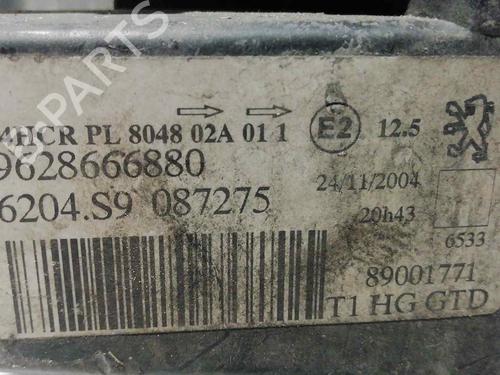 4HCR PL 8048 02A 01 1 E2 12.5
9628666880
6204.S9 087275
24/11/2004
20h43
6533
89001771
T1 HG GTD